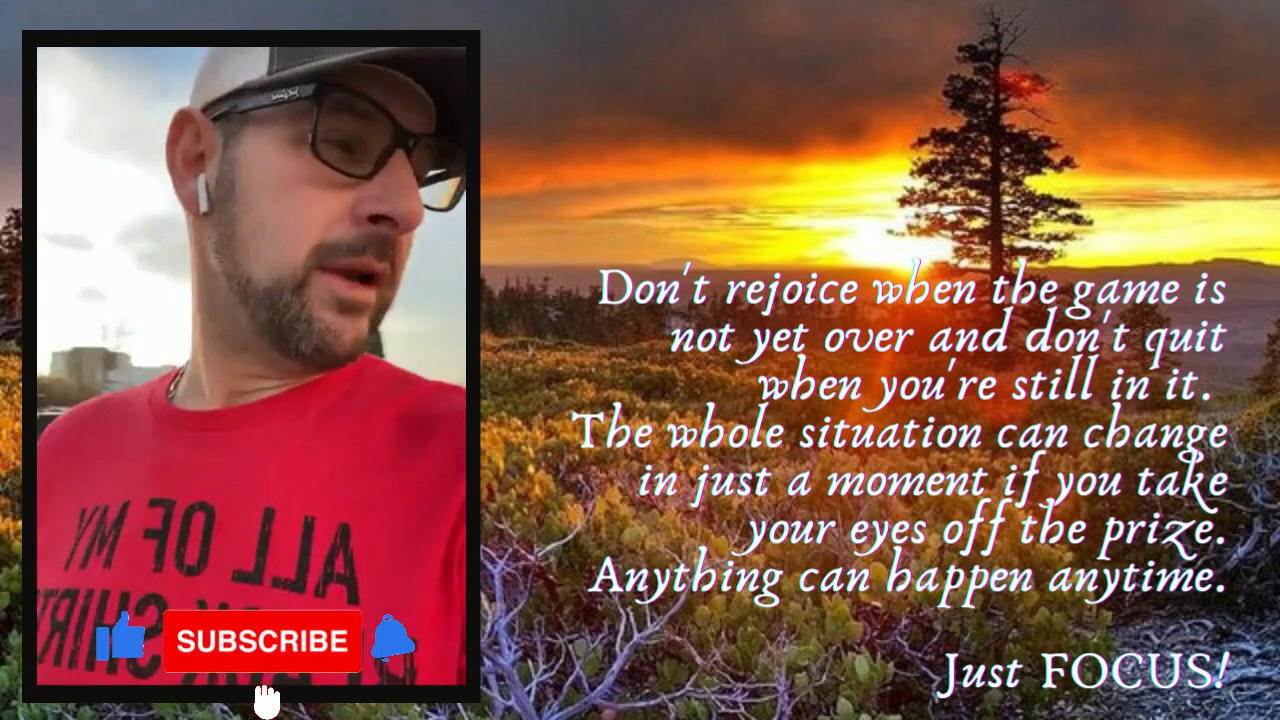 Don't rejoice when the game is
not yet over and don't quit
when you're still in it.
The whole situation can change
in just a moment if you take
your eyes off the prize.
Anything can happen anytime.
Just FOCUS!
ALL OF MY
SUBSCRIBE